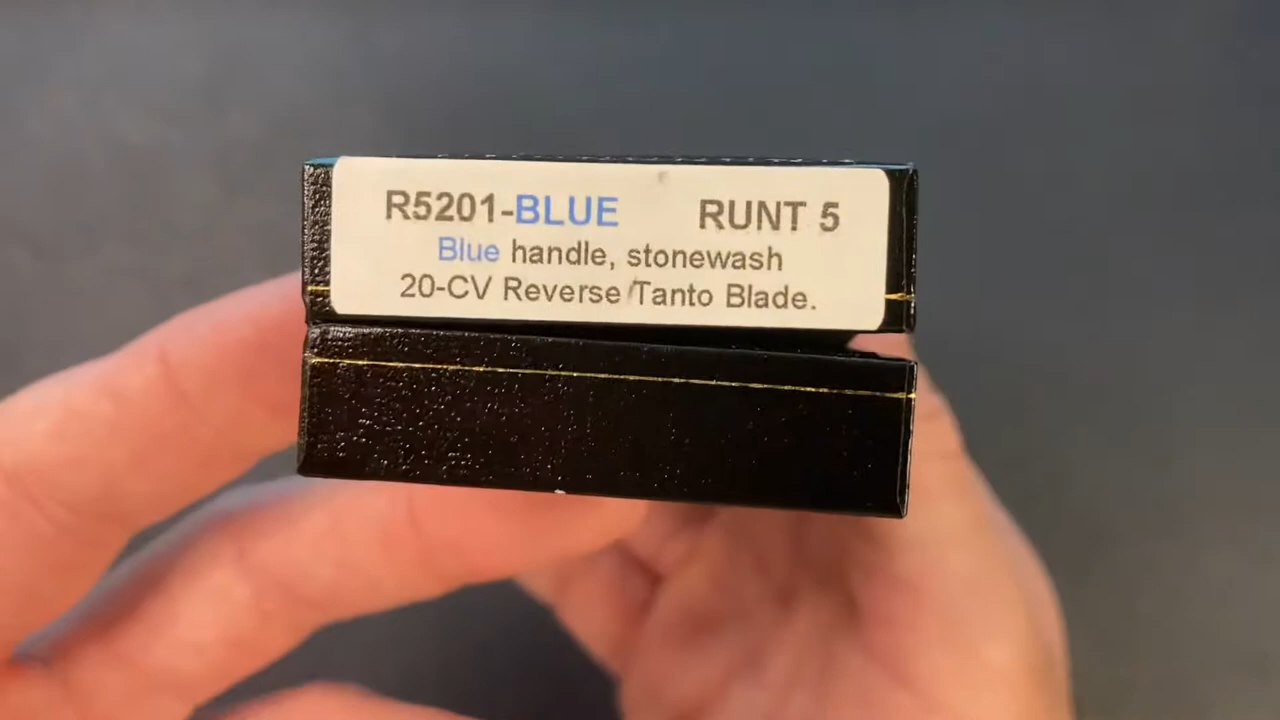 R5201-BLUE RUNT 5
Blue handle, stonewash
20-CV Reverse Tanto Blade.